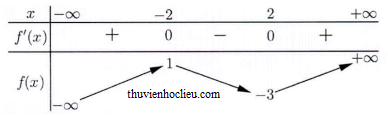 x −∞ −2 2 +∞
f′(x) + 0 − 0 +
1 +∞
f(x)
−∞ −3
thuvienhoclieu.com